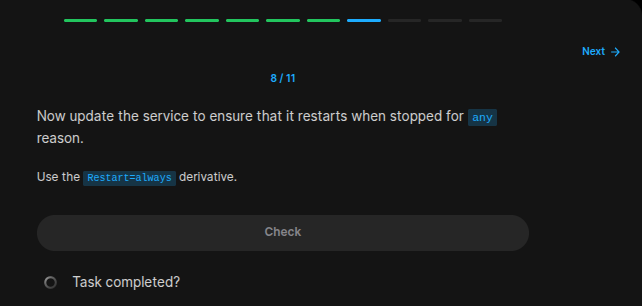 Next →
8 / 11
Now update the service to ensure that it restarts when stopped for any
reason.
Use the Restart=always derivative.
Check
Task completed?